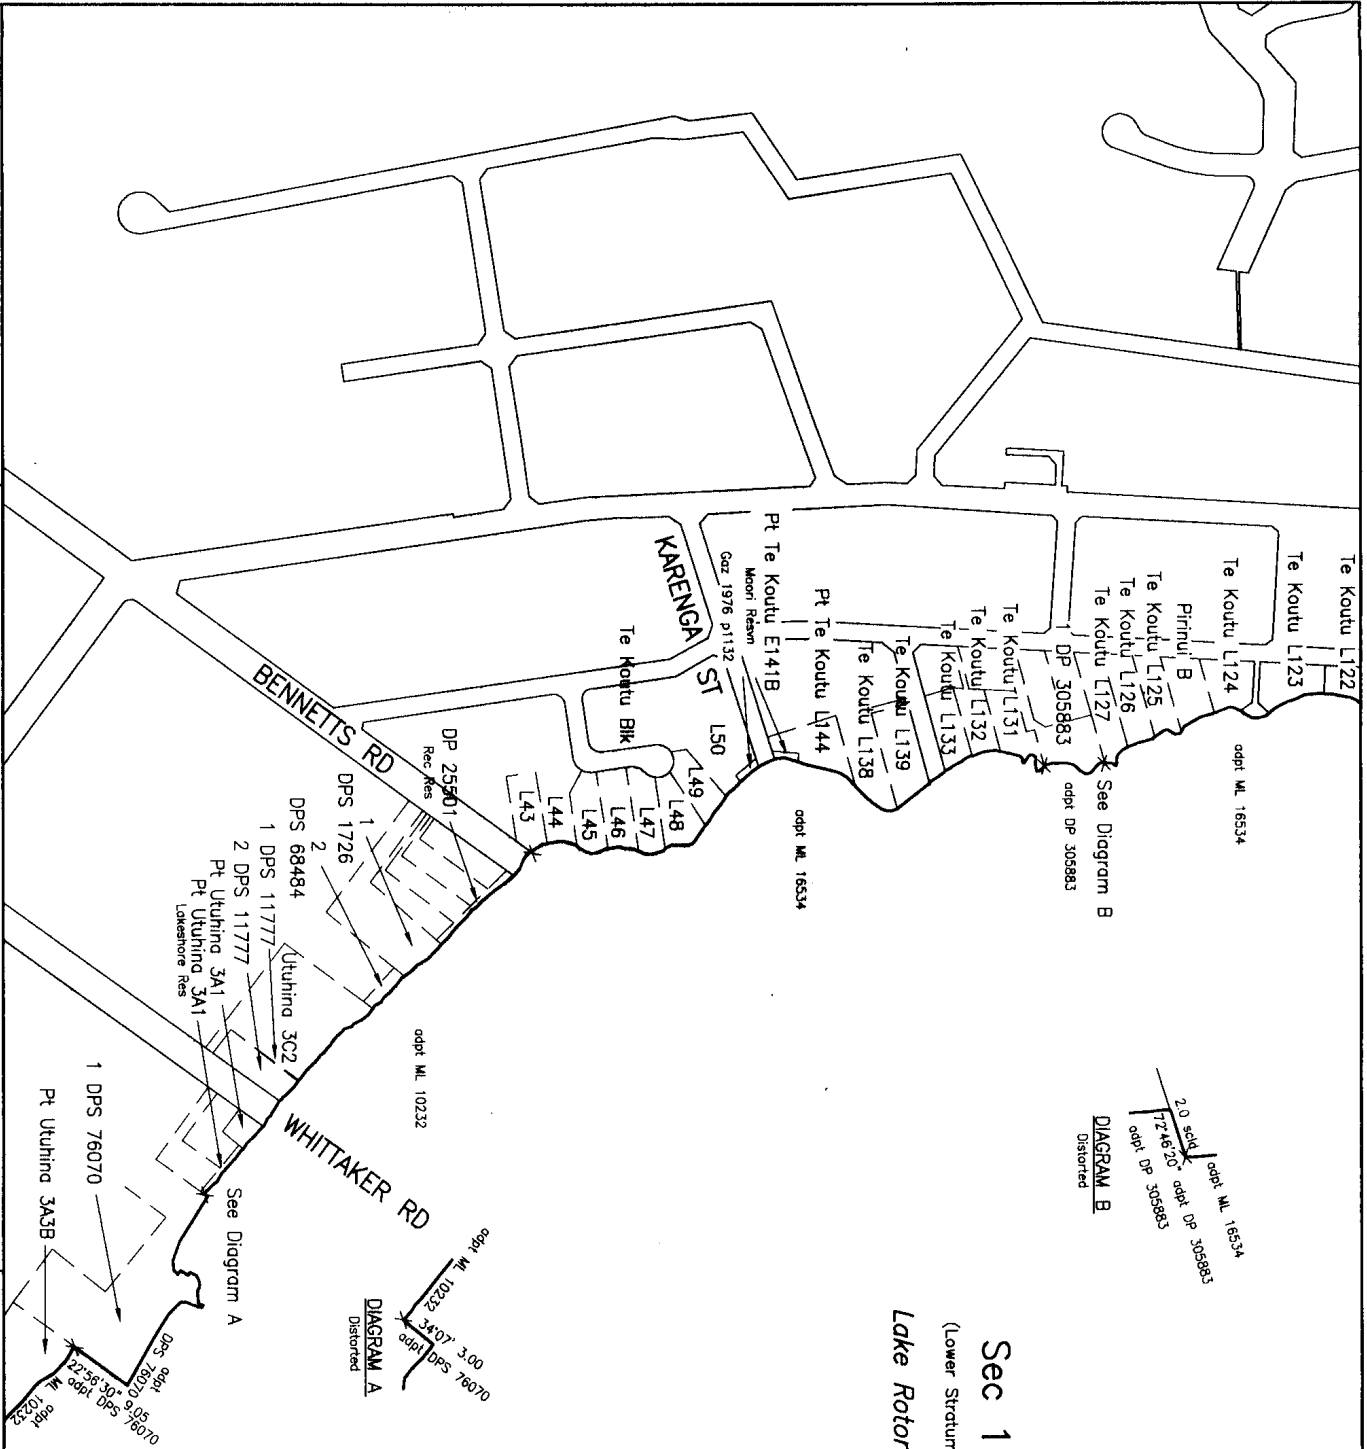 Te Koutu L122
Te Koutu L123
Te Koutu L124
Pirinui B
Te Koutu L125
Te Koutu L126
Te Koutu L127
1 DP 305883
Te Koutu L131
Te Koutu L132
Te Koutu L133
Te Koutu L139
Te Koutu L138
Pt Te Koutu L144
Pt Te Koutu E141B
Maori Resvn
Gaz 1976 p1132
KARENGA ST
L50
L49
L48
L47
L46
L45
L44
L43
Te Koutu Blk
BENNETTS RD
DP 25501
Rec Res
1
DPS 1726
2
DPS 68484
Utuhina 3C2
1 DPS 11777
2 DPS 11777
Pt Utuhina 3A1
Pt Utuhina 3A1
Lakeshore Res
WHITTAKER RD
1 DPS 76070
Pt Utuhina 3A3B
adpt ML 16534
See Diagram B
adpt DP 305883
adpt ML 16534
adpt ML 10232
See Diagram A
adpt
DPS 76070
9.05
22°56'30"
adpt DPS 76070
adpt
ML 10232
adpt ML 16534
2.0 scld
72°46'20" adpt DP 305883
adpt DP 305883
DIAGRAM B
Distorted
adpt ML 10232
34°07' 3.00
adpt DPS 76070
DIAGRAM A
Distorted
Sec 1
(Lower Stratum
Lake Rotor